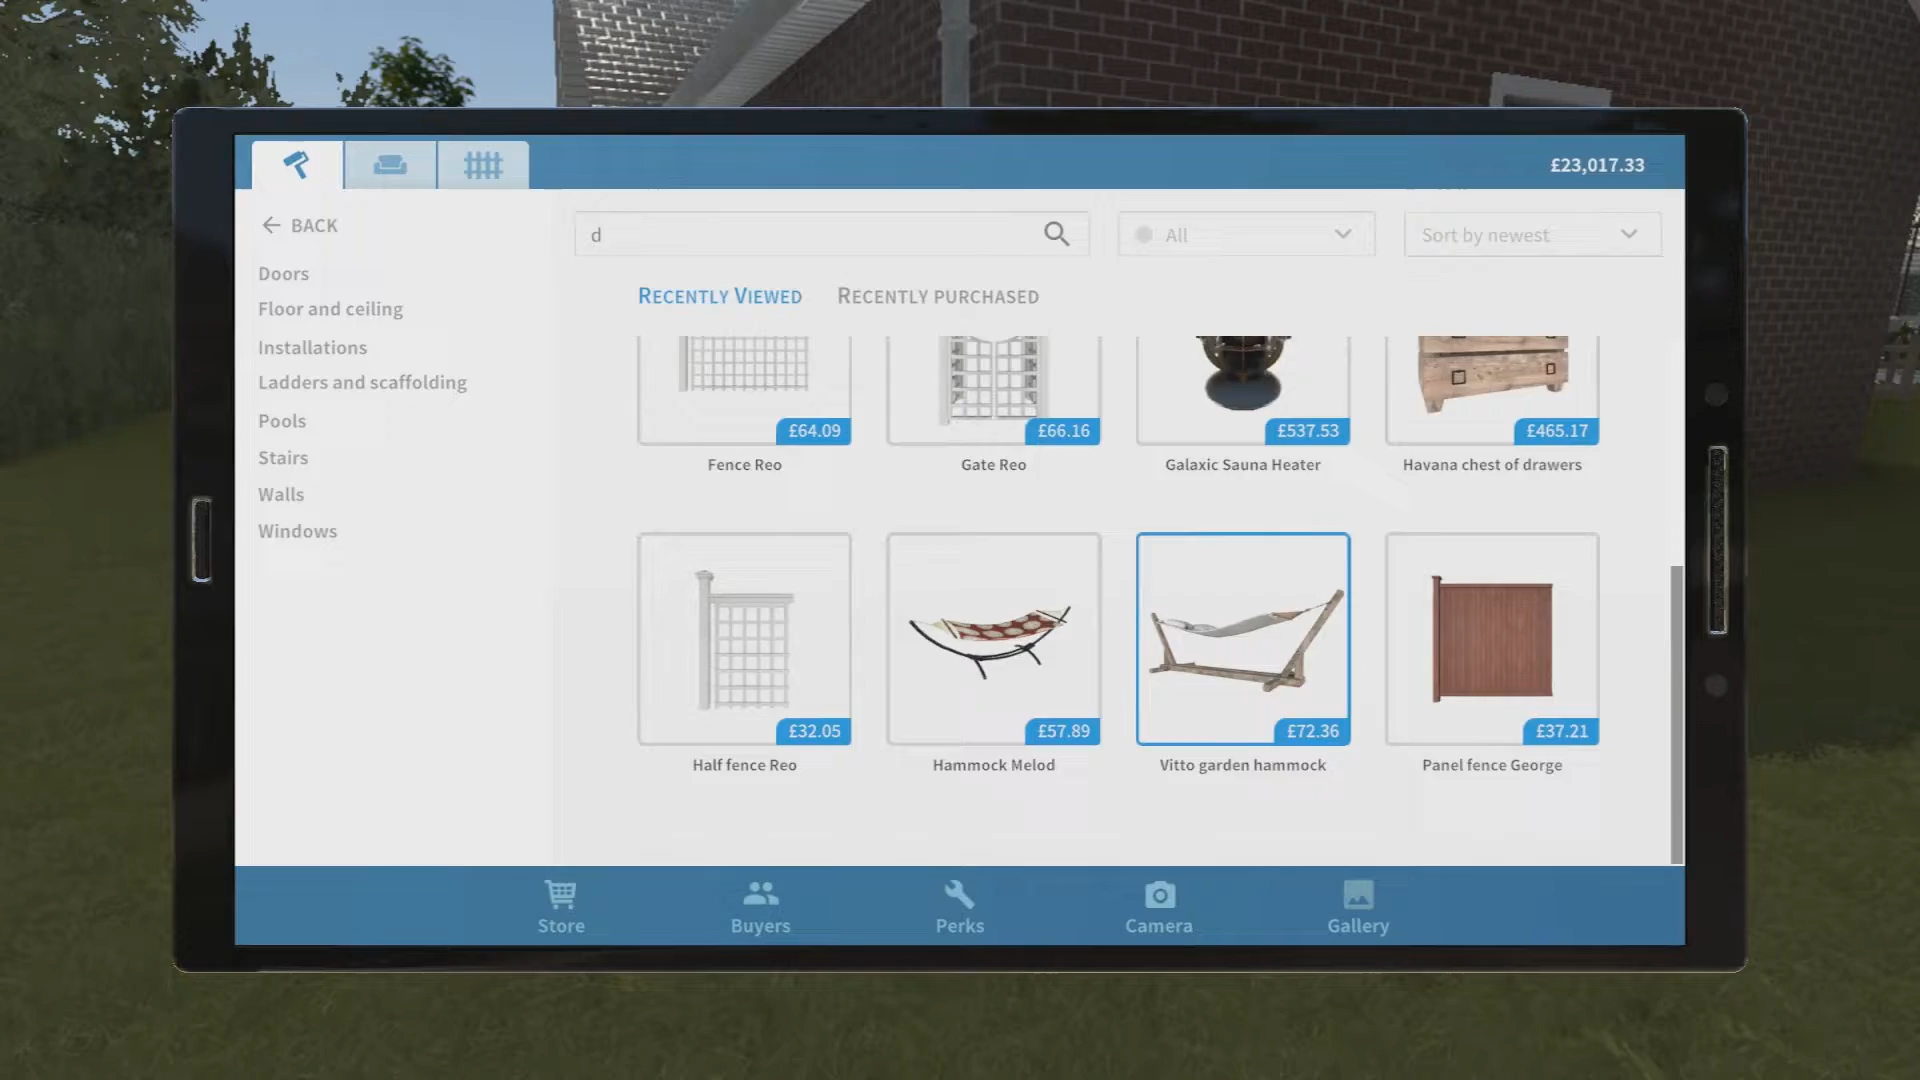 £23,017.33
BACK
d
All
Sort by newest
Doors
Floor and ceiling
Installations
Ladders and scaffolding
Pools
Stairs
Walls
Windows
RECENTLY VIEWED
RECENTLY PURCHASED
£64.09
£66.16
£537.53
£465.17
Fence Reo
Gate Reo
Galaxic Sauna Heater
Havana chest of drawers
£32.05
£57.89
£72.36
£37.21
Half fence Reo
Hammock Melod
Vitto garden hammock
Panel fence George
Store
Buyers
Perks
Camera
Gallery